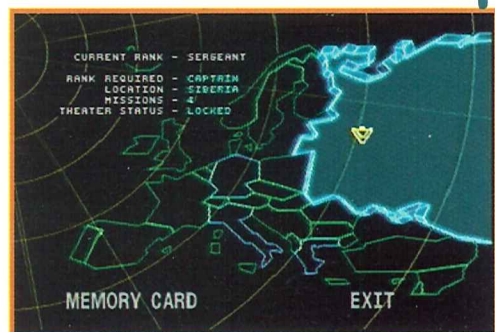 CURRENT RANK - SERGEANT
RANK REQUIRED - CAPTAIN
LOCATION - SIBERIA
MISSIONS - 4
THEATER STATUS - LOCKED
MEMORY CARD
EXIT